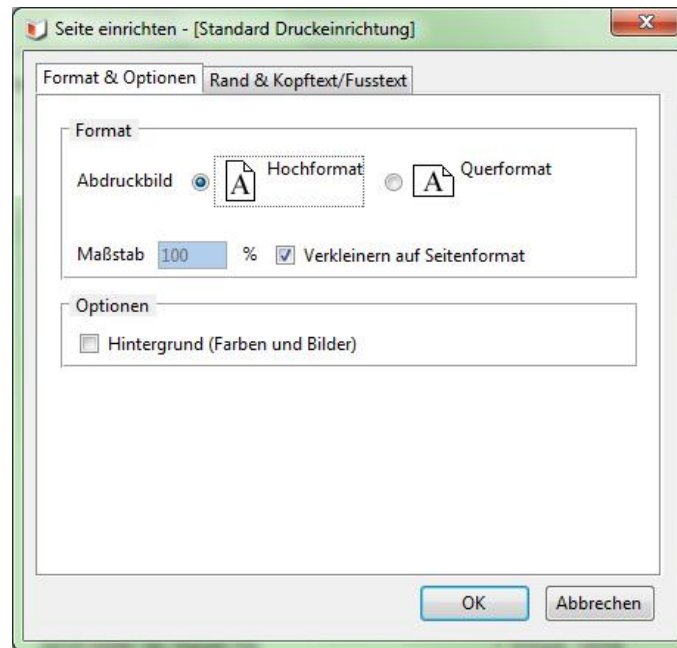 Seite einrichten - [Standard Druckeinrichtung]
Format & Optionen Rand & Kopftext/Fusstext
Format
Abdruckbild A Hochformat A Querformat
Maßstab 100 % Verkleinern auf Seitenformat
Optionen
Hintergrund (Farben und Bilder)
OK Abbrechen